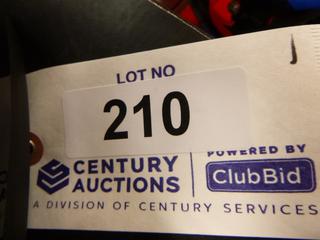 LOT NO
210
CENTURY
AUCTIONS
POWERED BY
ClubBid
A DIVISION OF CENTURY SERVICES